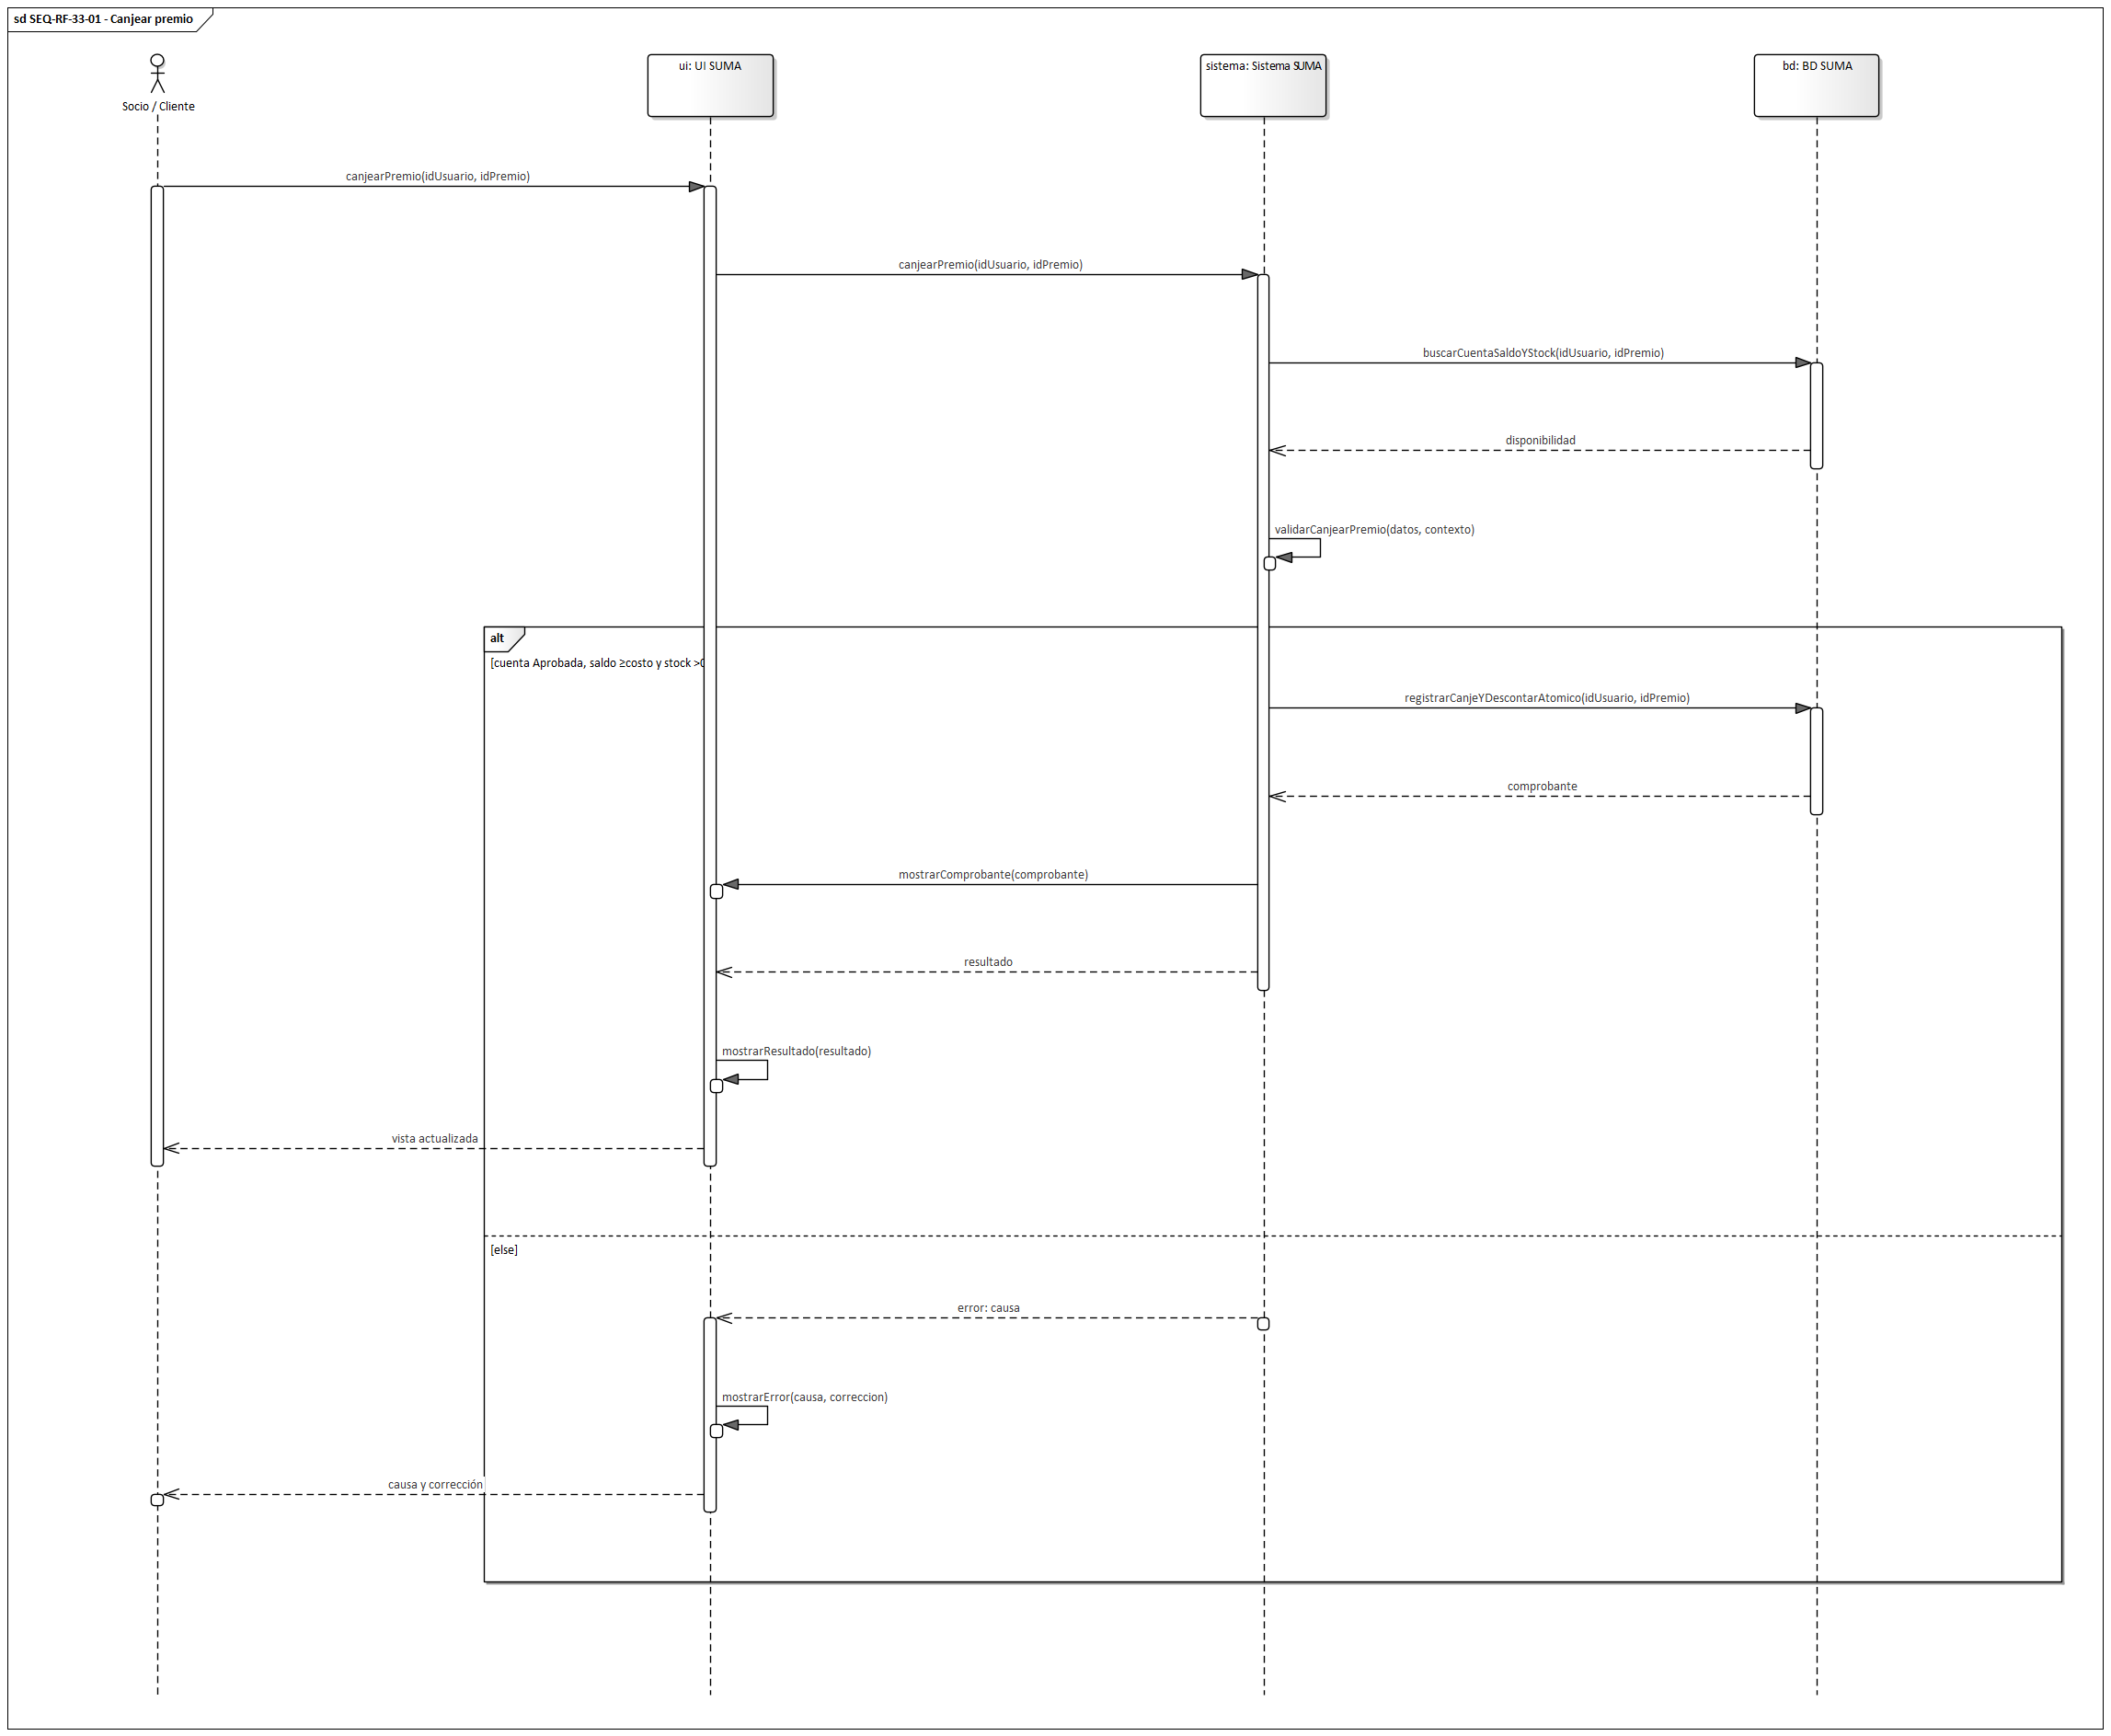 sd SEQ-RF-33-01 - Canjear premio
Socio / Cliente
ui: UI SUMA
sistema: Sistema SUMA
bd: BD SUMA
canjearPremio(idUsuario, idPremio)
canjearPremio(idUsuario, idPremio)
buscarCuentaSaldoYStock(idUsuario, idPremio)
disponibilidad
validarCanjearPremio(datos, contexto)
alt
[cuenta Aprobada, saldo ≥costo y stock >0
registrarCanjeYDescontarAtomico(idUsuario, idPremio)
comprobante
mostrarComprobante(comprobante)
resultado
mostrarResultado(resultado)
vista actualizada
[else]
error: causa
mostrarError(causa, correccion)
causa y corrección